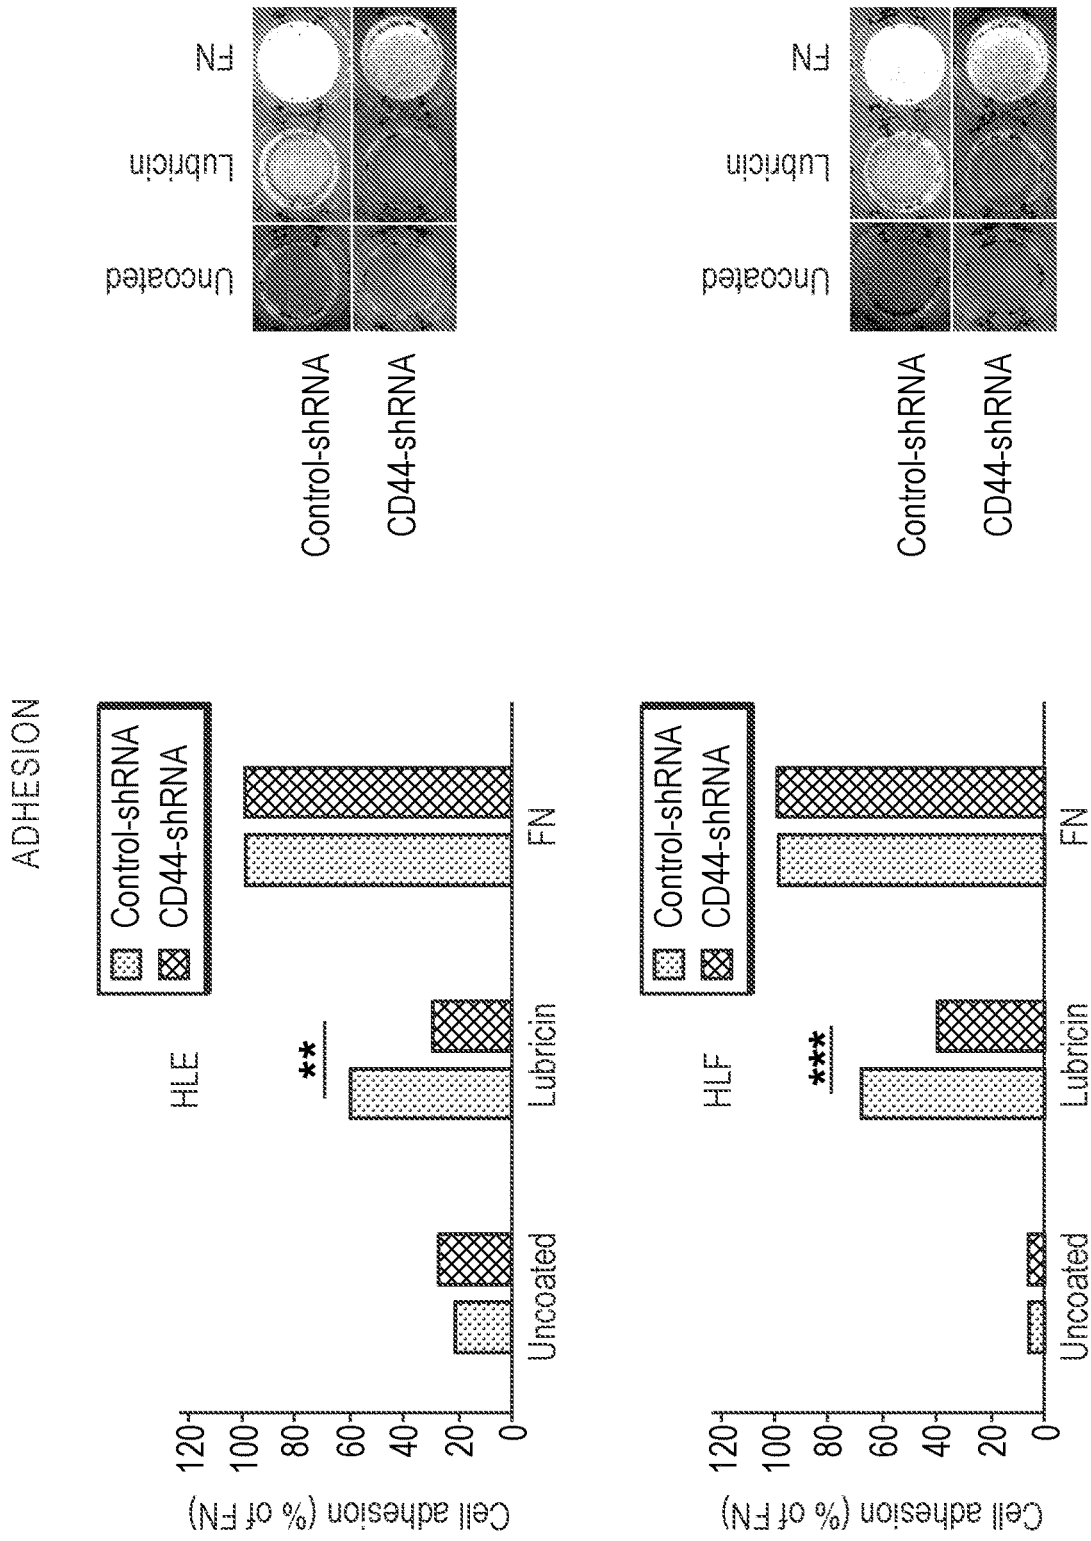 ADHESION
HLE
Control-shRNA
CD44-shRNA
**
Cell adhesion (% of FN)
120
100
80
60
40
20
0
Uncoated
Lubricin
FN
Uncoated
Lubricin
FN
Control-shRNA
CD44-shRNA
HLF
Control-shRNA
CD44-shRNA
***
Cell adhesion (% of FN)
120
100
80
60
40
20
0
Uncoated
Lubricin
FN
Uncoated
Lubricin
FN
Control-shRNA
CD44-shRNA